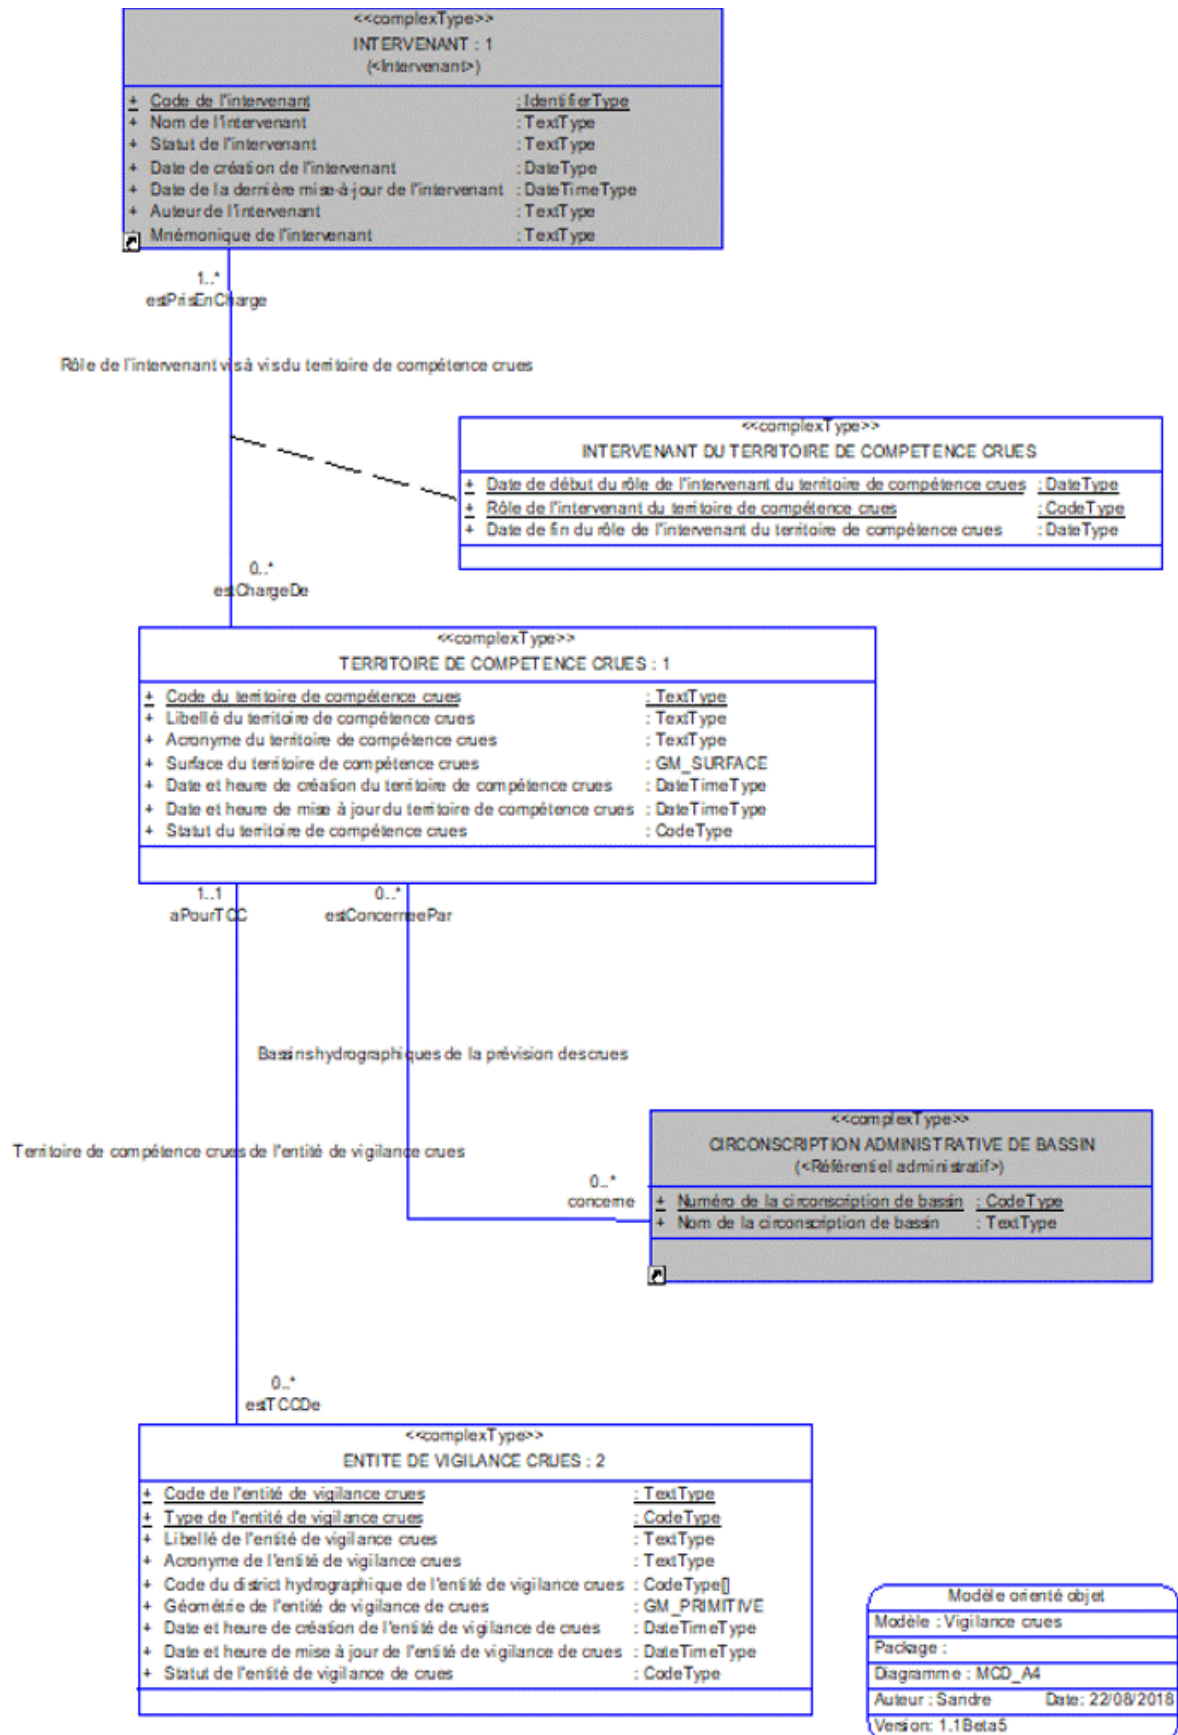 <<complexType>>
INTERVENANT : 1
(<Intervenant>)
+ Code de l'intervenant : IdentifierType
+ Nom de l'intervenant : TextType
+ Statut de l'intervenant : TextType
+ Date de création de l'intervenant : DateType
+ Date de la dernière mise-à-jour de l'intervenant : DateTimeType
+ Auteur de l'intervenant : TextType
Mnémonique de l'intervenant : TextType
1..*
estPrisEnCharge
Rôle de l'intervenant vis à vis du territoire de compétence crues
<<complexType>>
INTERVENANT DU TERRITOIRE DE COMPETENCE CRUES
+ Date de début du rôle de l'intervenant du territoire de compétence crues : DateType
+ Rôle de l'intervenant du territoire de compétence crues : CodeType
+ Date de fin du rôle de l'intervenant du territoire de compétence crues : DateType
0..*
estChargeDe
<<complexType>>
TERRITOIRE DE COMPETENCE CRUES : 1
+ Code du territoire de compétence crues : TextType
+ Libellé du territoire de compétence crues : TextType
+ Acronyme du territoire de compétence crues : TextType
+ Surface du territoire de compétence crues : GM_SURFACE
+ Date et heure de création du territoire de compétence crues : DateTimeType
+ Date et heure de mise à jour du territoire de compétence crues : DateTimeType
+ Statut du territoire de compétence crues : CodeType
1..1
aPourTCC
0..*
estConcerneePar
Bassins hydrographiques de la prévision des crues
Territoire de compétence crues de l'entité de vigilance crues
<<complexType>>
CIRCONSCRIPTION ADMINISTRATIVE DE BASSIN
(<Référentiel administratif>)
+ Numéro de la circonscription de bassin : CodeType
+ Nom de la circonscription de bassin : TextType
0..*
concerne
0..*
estTCCDe
<<complexType>>
ENTITE DE VIGILANCE CRUES : 2
+ Code de l'entité de vigilance crues : TextType
+ Type de l'entité de vigilance crues : CodeType
+ Libellé de l'entité de vigilance crues : TextType
+ Acronyme de l'entité de vigilance crues : TextType
+ Code du district hydrographique de l'entité de vigilance crues : CodeType[]
+ Géométrie de l'entité de vigilance de crues : GM_PRIMITIVE
+ Date et heure de création de l'entité de vigilance de crues : DateTimeType
+ Date et heure de mise à jour de l'entité de vigilance de crues : DateTimeType
+ Statut de l'entité de vigilance de crues : CodeType
Modèle orienté objet
Modèle : Vigilance crues
Package :
Diagramme : MCD_A4
Auteur : Sandre Date: 22/08/2018
Version: 1.1Beta5